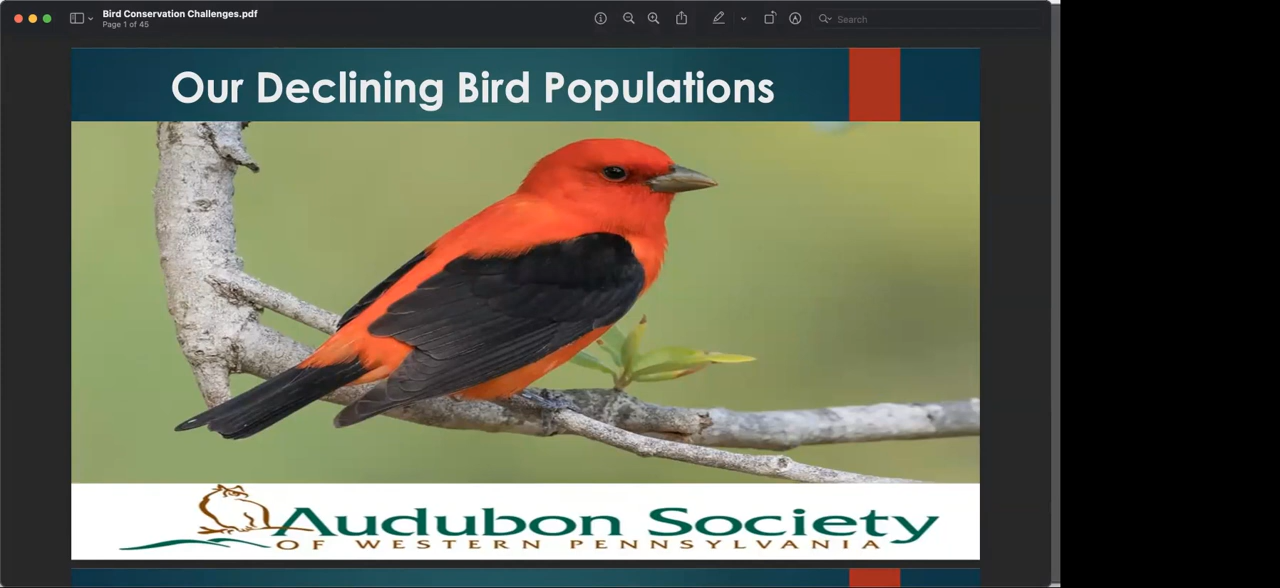 Bird Conservation Challenges.pdf
Page 1 of 45
Search
Our Declining Bird Populations
Audubon Society
OF WESTERN PENNSYLVANIA